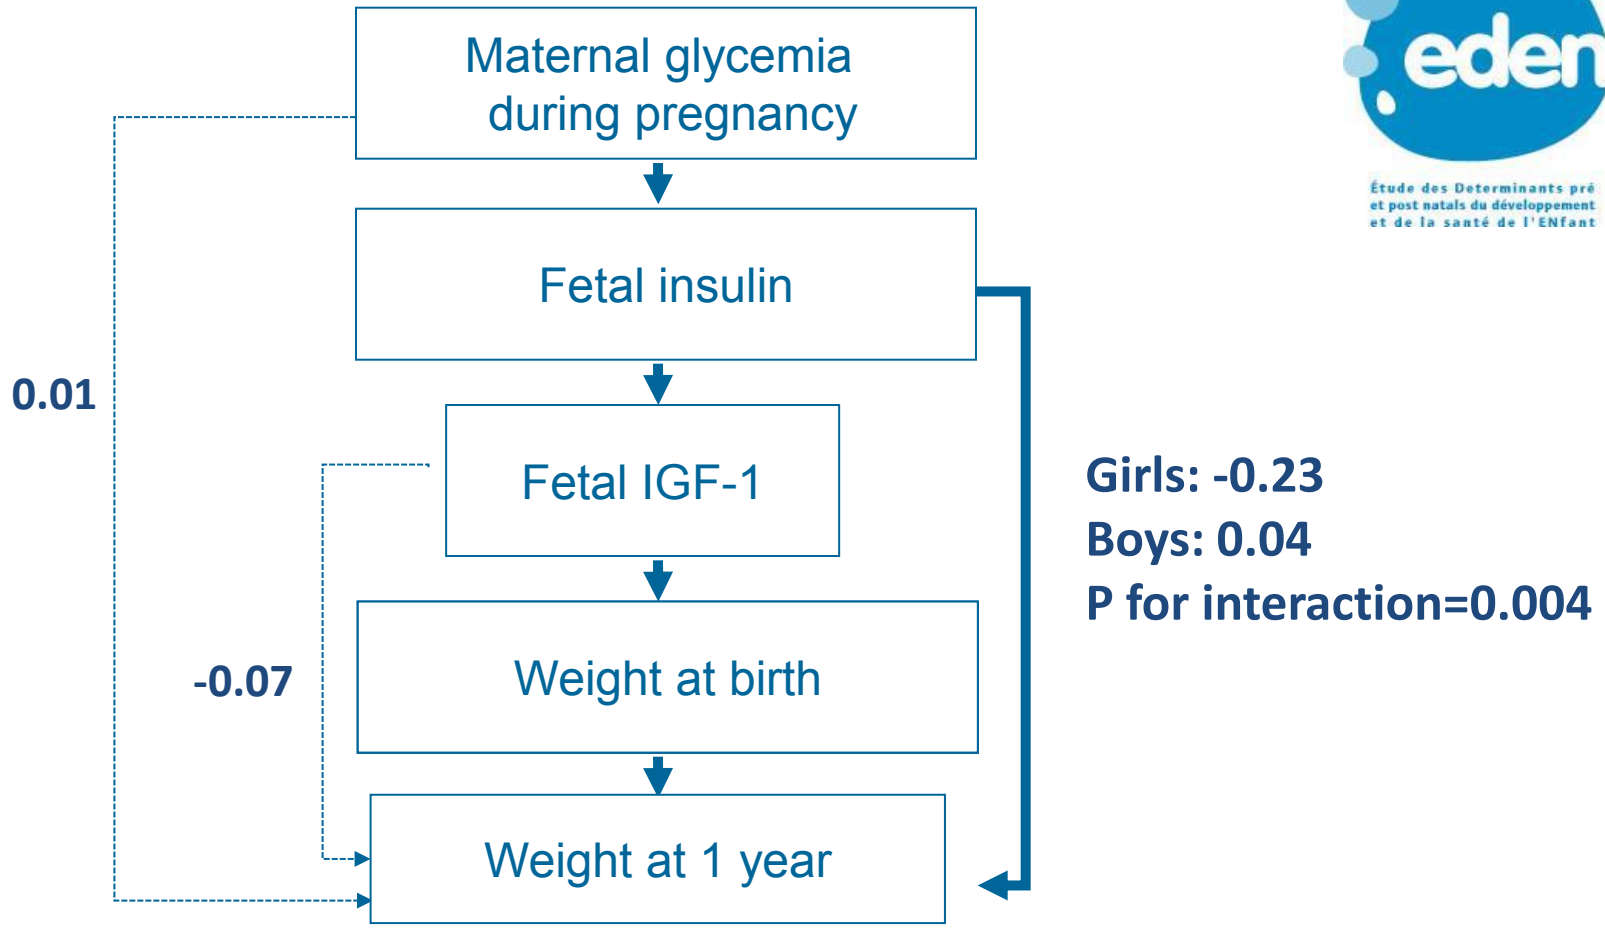 Maternal glycemia
during pregnancy
eden
Étude des Determinants pré
et post natals du développement
et de la santé de l'ENfant
Fetal insulin
0.01
Fetal IGF-1
Girls: -0.23
Boys: 0.04
P for interaction=0.004
-0.07
Weight at birth
Weight at 1 year